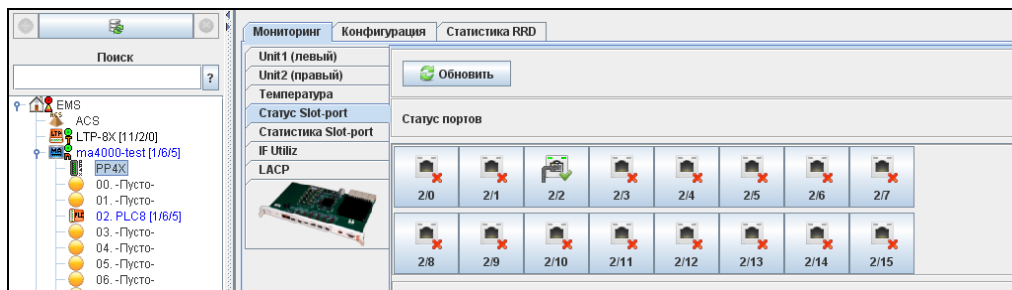 Поиск
?
EMS
ACS
LTP-8X [11/2/0]
ma4000-test [1/6/5]
PP4X
00. -Пусто-
01. -Пусто-
02. PLC8 [1/6/5]
03. -Пусто-
04. -Пусто-
05. -Пусто-
06. -Пусто-
Мониторинг Конфигурация Статистика RRD
Unit1 (левый)
Unit2 (правый)
Температура
Статус Slot-port
Статистика Slot-port
IF Utiliz
LACP
Обновить
Статус портов
2/0 2/1 2/2 2/3 2/4 2/5 2/6 2/7
2/8 2/9 2/10 2/11 2/12 2/13 2/14 2/15